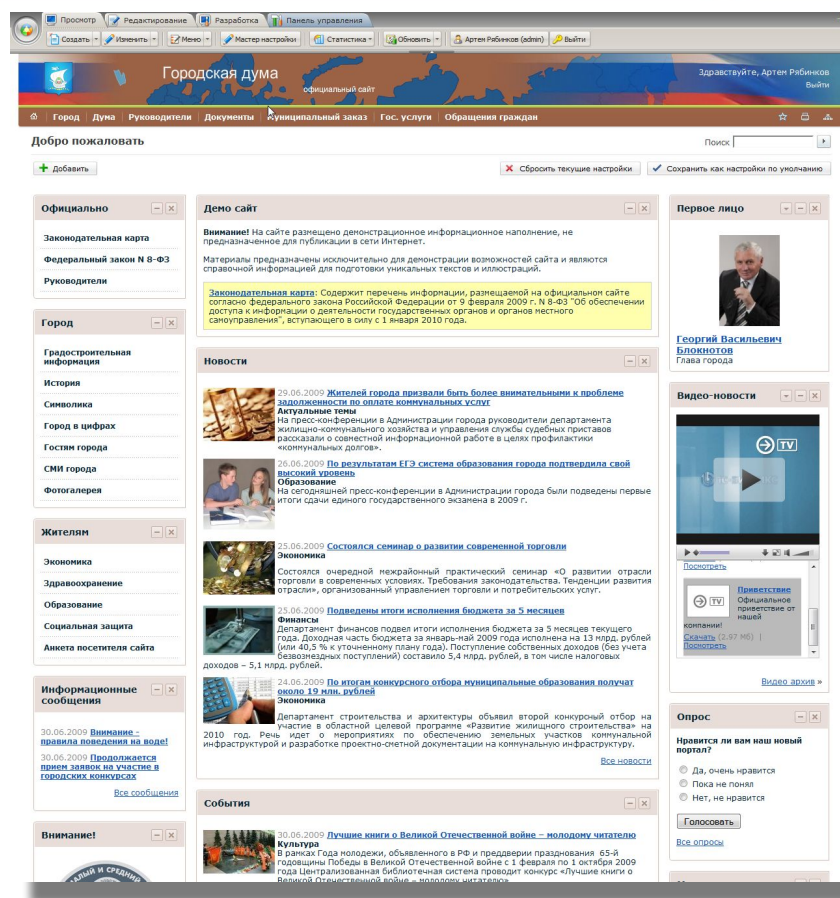 Просмотр Редактирование Разработка Панель управления
Создать Изменить Меню Мастер настройки Статистика Обновить Артен Рябинков (admin) Выйти
Городская дума
официальный сайт
Здравствуйте, Артем Рябинков
Выйти
Город Дума Руководители Документы Муниципальный заказ Гос. услуги Обращения граждан
Добро пожаловать
Поиск
Добавить
Сбросить текущие настройки
Сохранить как настройки по умолчанию
Официально
Законодательная карта
Федеральный закон N 8-ФЗ
Руководители
Город
Градостроительная
информация
История
Символика
Город в цифрах
Гостям города
СМИ города
Фотогалерея
Жителям
Экономика
Здравоохранение
Образование
Социальная защита
Анкета посетителя сайта
Информационные
сообщения
30.06.2009 Внимание -
правила поведения на воде!
30.06.2009 Продолжается
прием заявок на участие в
городских конкурсах
Все сообщения
Внимание!
Демо сайт
Внимание! На сайте размещено демонстрационное информационное наполнение, не
предназначенное для публикации в сети Интернет.
Материалы предназначены исключительно для демонстрации возможностей сайта и являются
справочной информацией для подготовки уникальных текстов и иллюстраций.
Законодательная карта: Содержит перечень информации, размещаемой на официальном сайте
согласно федерального закона Российской Федерации от 9 февраля 2009 г. N 8-ФЗ "Об обеспечении
доступа к информации о деятельности государственных органов и органов местного
самоуправления", вступающего в силу с 1 января 2010 года.
Новости
29.06.2009 Жителей города призвали быть более внимательными к проблеме
задолженности по оплате коммунальных услуг
Актуальные темы
На пресс-конференции в Администрации города руководители департамента
жилищно-коммунального хозяйства и управления службы судебных приставов
рассказали о совместной информационной работе в целях профилактики
«коммунальных долгов».
26.06.2009 По результатам ЕГЭ система образования города подтвердила свой
высокий уровень
Образование
На сегодняшней пресс-конференции в Администрации города были подведены первые
итоги сдачи единого государственного экзамена в 2009 г.
25.06.2009 Состоялся семинар о развитии современной торговли
Экономика
Состоялся очередной межрайонный практический семинар «О развитии отрасли
торговли в современных условиях. Требования законодательства. Тенденции развития
отрасли», организованный управлением торговли и потребительских услуг.
25.06.2009 Подведены итоги исполнения бюджета за 5 месяцев
Финансы
Департамент финансов подвел итоги исполнения бюджета за 5 месяцев текущего
года. Доходная часть бюджета за январь-май 2009 года исполнена на 13 млрд. рублей
(или 40,5 % к уточненному плану года). Поступление собственных доходов (без учета
безвозмездных поступлений) составило 5,4 млрд. рублей, в том числе налоговых
доходов – 5,1 млрд. рублей.
24.06.2009 По итогам конкурсного отбора муниципальные образования получат
около 19 млн. рублей
Экономика
Департамент строительства и архитектуры объявил второй конкурсный отбор на
участие в областной целевой программе «Развитие жилищного строительства» на
2010 год. Речь идет о мероприятиях по обеспечению земельных участков коммунальной
инфраструктурой и разработке проектно-сметной документации на коммунальную инфраструктуру.
Все новости
События
30.06.2009 Лучшие книги о Великой Отечественной войне – молодому читателю
Культура
В рамках Года молодежи, объявленного в РФ и преддверии празднования 65-й
годовщины Победы в Великой Отечественной войне с 1 февраля по 1 октября 2009
года Централизованная библиотечная система проводит конкурс «Лучшие книги о
Великой Отечественной войне – молодому читателю».
Первое лицо
Георгий Васильевич
Блокнотов
Глава города
Видео-новости
TV
Посмотреть
TV
Приветствие
Официальное
приветствие от
нашей
компании!
Скачать (2.97 Мб) |
Посмотреть
Видео архив »
Опрос
Нравится ли вам наш новый
портал?
Да, очень нравится
Пока не понял
Нет, не нравится
Голосовать
Все опросы